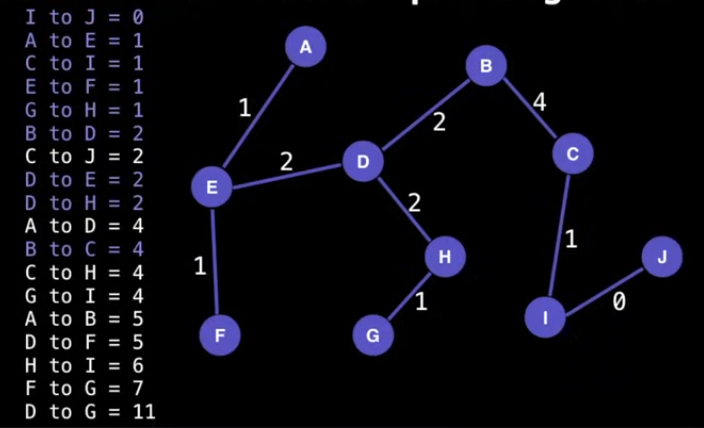 I to J = 0
A to E = 1
C to I = 1
E to F = 1
G to H = 1
B to D = 2
C to J = 2
D to E = 2
D to H = 2
A to D = 4
B to C = 4
C to H = 4
G to I = 4
A to B = 5
D to F = 5
H to I = 6
F to G = 7
D to G = 11
A
B
1
4
2
C
2
D
E
2
1
H
J
1
1
0
I
F
G